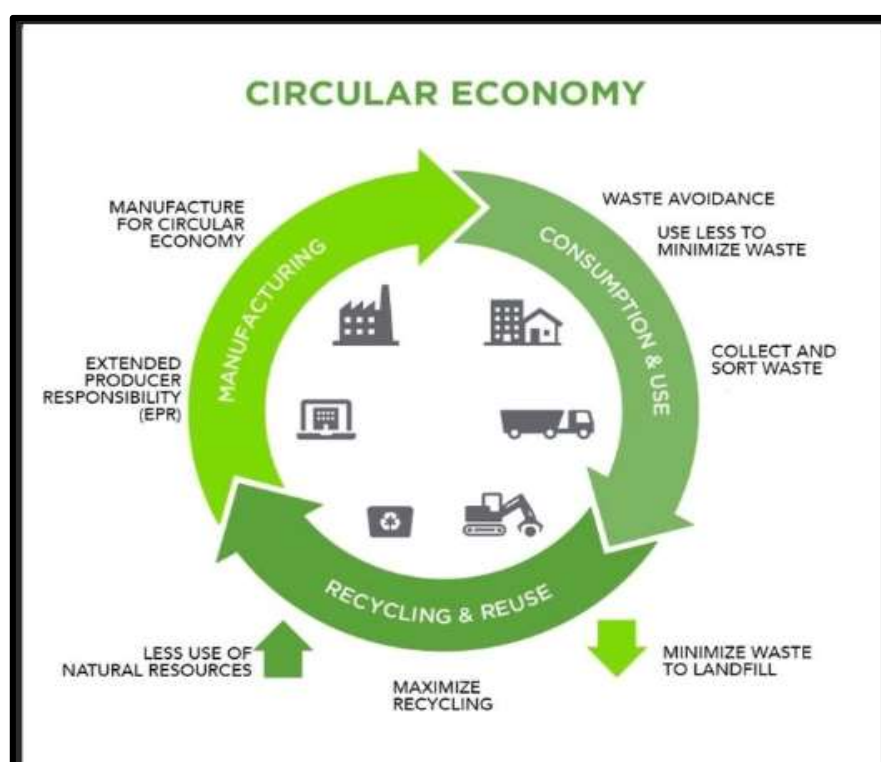 CIRCULAR ECONOMY
MANUFACTURE
FOR CIRCULAR
ECONOMY
EXTENDED
PRODUCER
RESPONSIBILITY
(EPR)
MANUFACTURING
CONSUMPTION & USE
WASTE AVOIDANCE
USE LESS TO
MINIMIZE WASTE
COLLECT AND
SORT WASTE
RECYCLING & REUSE
LESS USE OF
NATURAL RESOURCES
MAXIMIZE
RECYCLING
MINIMIZE WASTE
TO LANDFILL